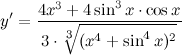 y' = \frac{4x^3 + 4\sin^3 x \cdot \cos x}{3 \cdot \sqrt[3]{(x^4 + \sin^4 x)^2}}